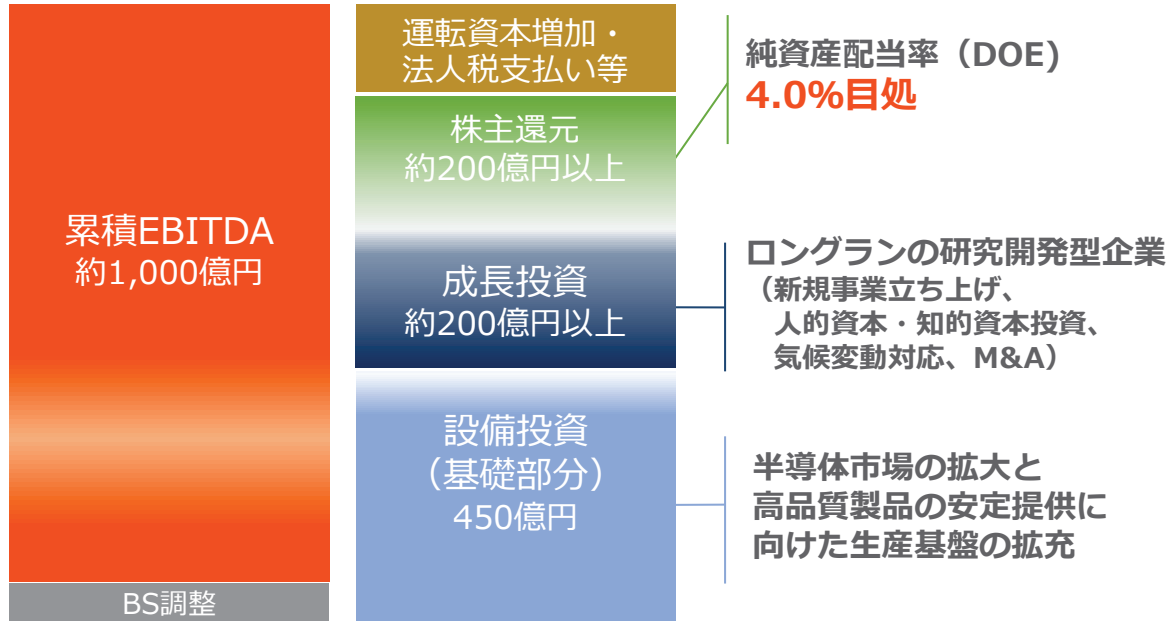 累積EBITDA
約1,000億円
BS調整
運転資本増加・
法人税支払い等
株主還元
約200億円以上
成長投資
約200億円以上
設備投資
（基礎部分）
450億円
純資産配当率（DOE)
4.0%目処
ロングランの研究開発型企業
（新規事業立ち上げ、
人的資本・知的資本投資、
気候変動対応、M&A）
半導体市場の拡大と
高品質製品の安定提供に
向けた生産基盤の拡充